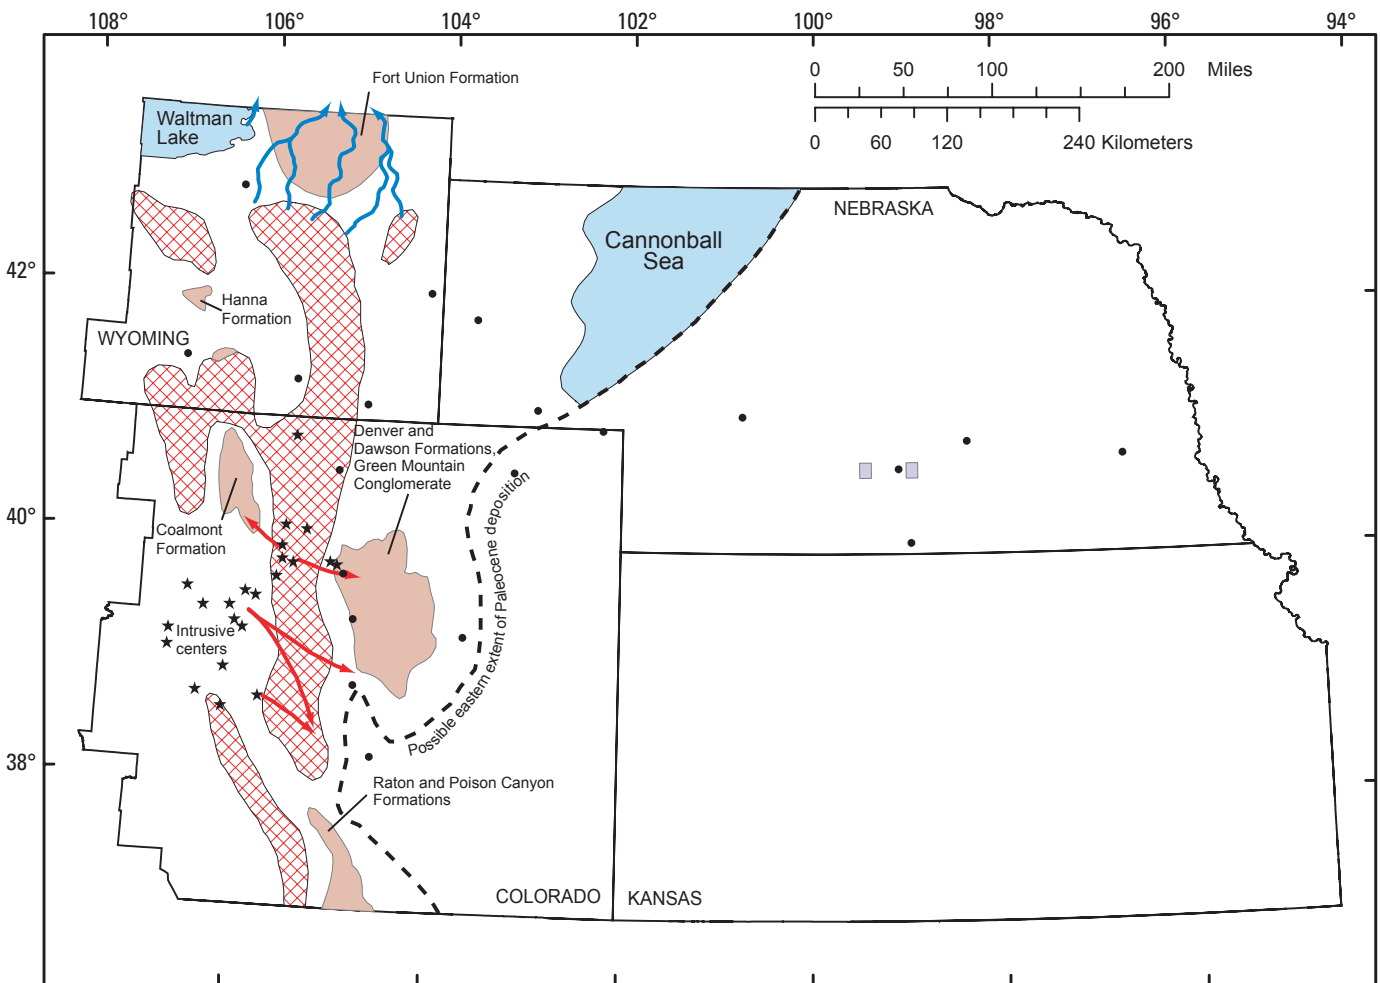 108° 106° 104° 102° 100° 98° 96° 94°
0 50 100 200 Miles
0 60 120 240 Kilometers
Fort Union Formation
Waltman
Lake
NEBRASKA
Cannonball
Sea
42°
Hanna
Formation
WYOMING
Denver and
Dawson Formations,
Green Mountain
Conglomerate
40°
Coalmont
Formation
Possible eastern extent of Paleocene deposition
Intrusive
centers
38°
Raton and Poison Canyon
Formations
COLORADO
KANSAS